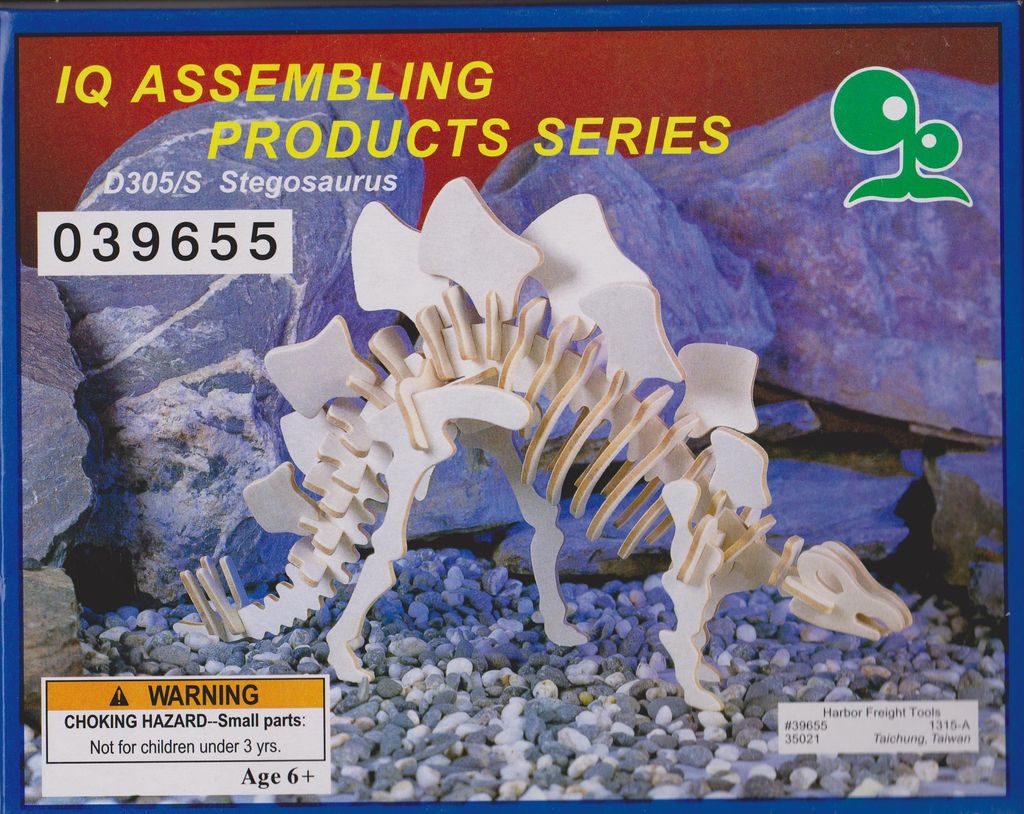 IQ ASSEMBLING
PRODUCTS SERIES
D305/S Stegosaurus
039655
WARNING
CHOKING HAZARD--Small parts:
Not for children under 3 yrs.
Age 6+
Harbor Freight Tools
#39655 1315-A
35021 Taichung, Taiwan